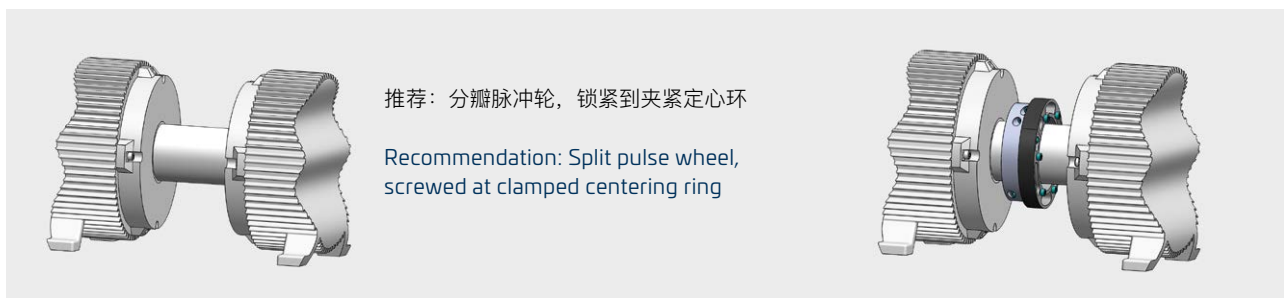 推荐：分瓣脉冲轮，锁紧到夹紧定心环
Recommendation: Split pulse wheel,
screwed at clamped centering ring